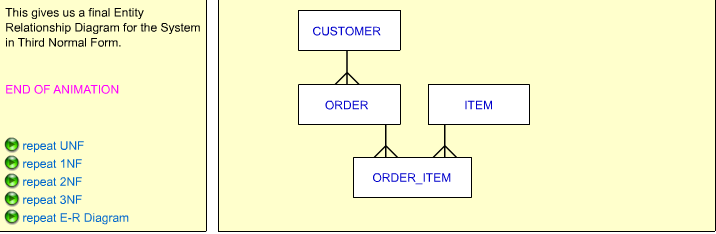 This gives us a final Entity
Relationship Diagram for the System
in Third Normal Form.
END OF ANIMATION
repeat UNF
repeat 1NF
repeat 2NF
repeat 3NF
repeat E-R Diagram
CUSTOMER
ORDER
ITEM
ORDER_ITEM